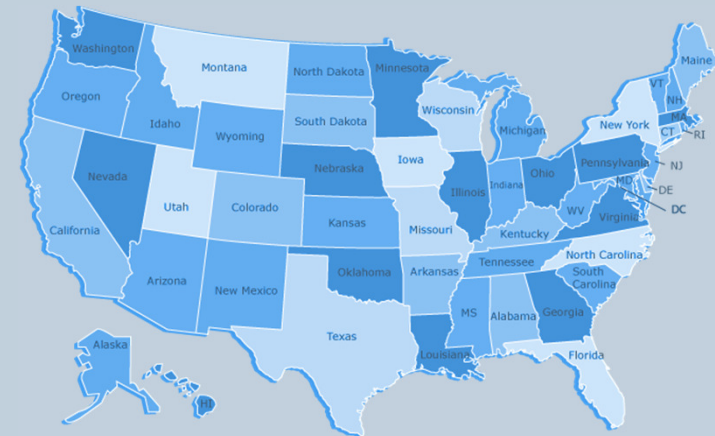 Washington
Montana
North Dakota
Minnesota
Maine
VT
NH
Oregon
Idaho
Wyoming
South Dakota
Wisconsin
Michigan
New York
MA
CT
RI
Nevada
Utah
Colorado
Nebraska
Iowa
Illinois
Indiana
Ohio
Pennsylvania
NJ
MD
DE
DC
California
Kansas
Missouri
Kentucky
WV
Virginia
Arizona
New Mexico
Oklahoma
Arkansas
Tennessee
North Carolina
South
Carolina
Texas
Louisiana
MS
Alabama
Georgia
Florida
Alaska
HI